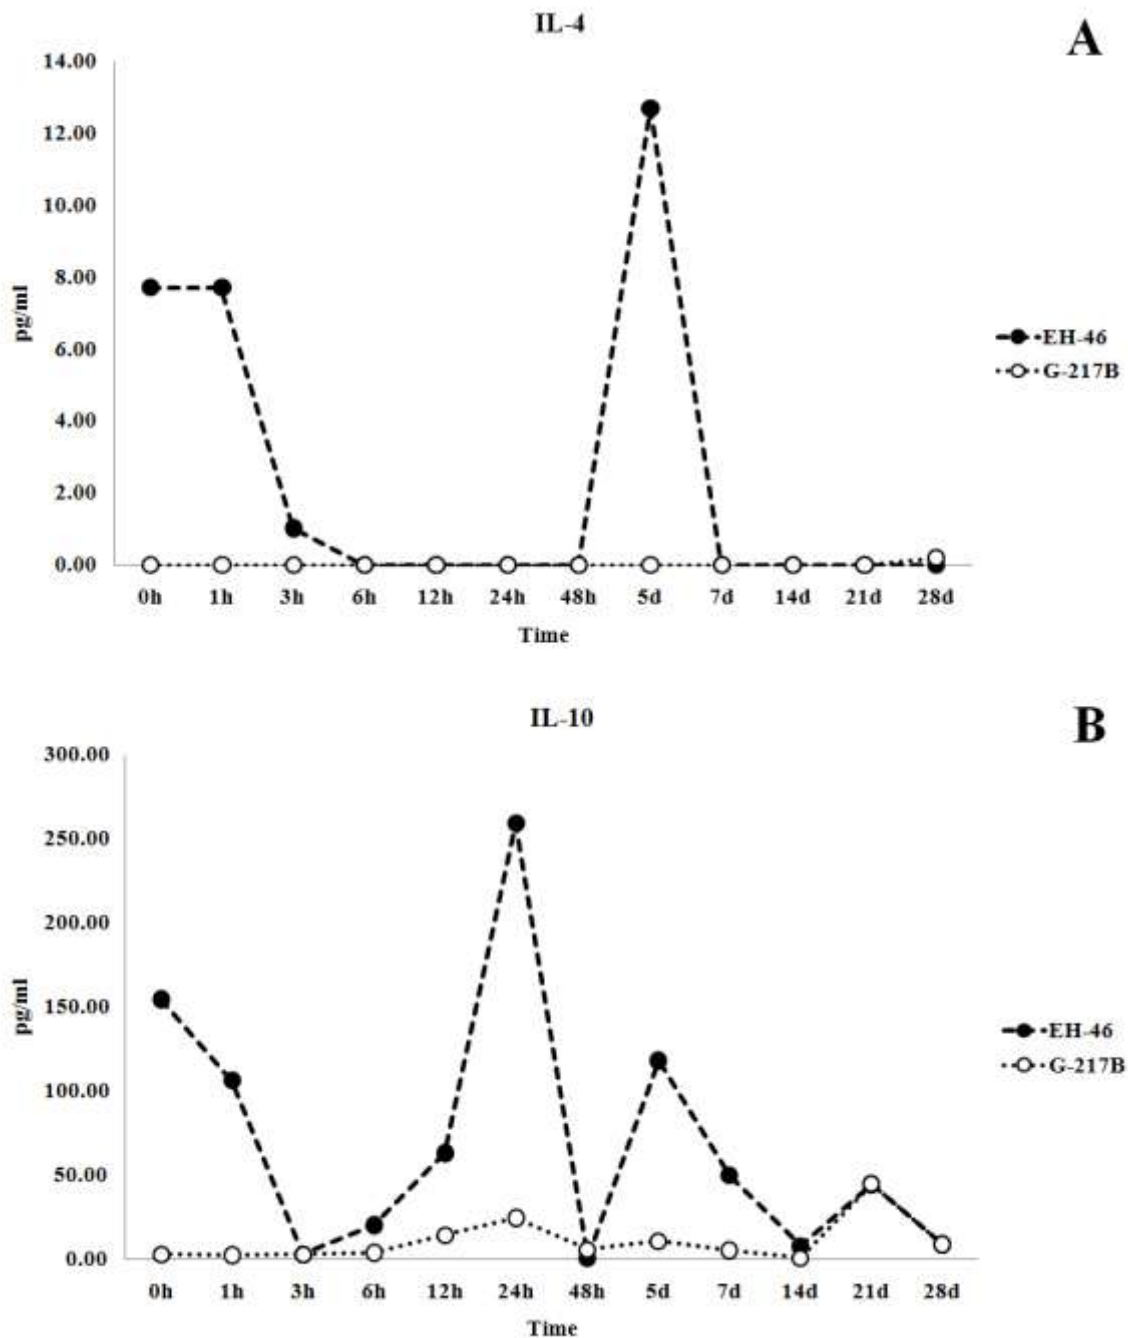 IL-4
A
14.00
12.00
10.00
8.00
6.00
4.00
2.00
0.00
pg/ml
EH-46
G-217B
0h 1h 3h 6h 12h 24h 48h 5d 7d 14d 21d 28d
Time
IL-10
B
300.00
250.00
200.00
150.00
100.00
50.00
0.00
pg/ml
EH-46
G-217B
0h 1h 3h 6h 12h 24h 48h 5d 7d 14d 21d 28d
Time